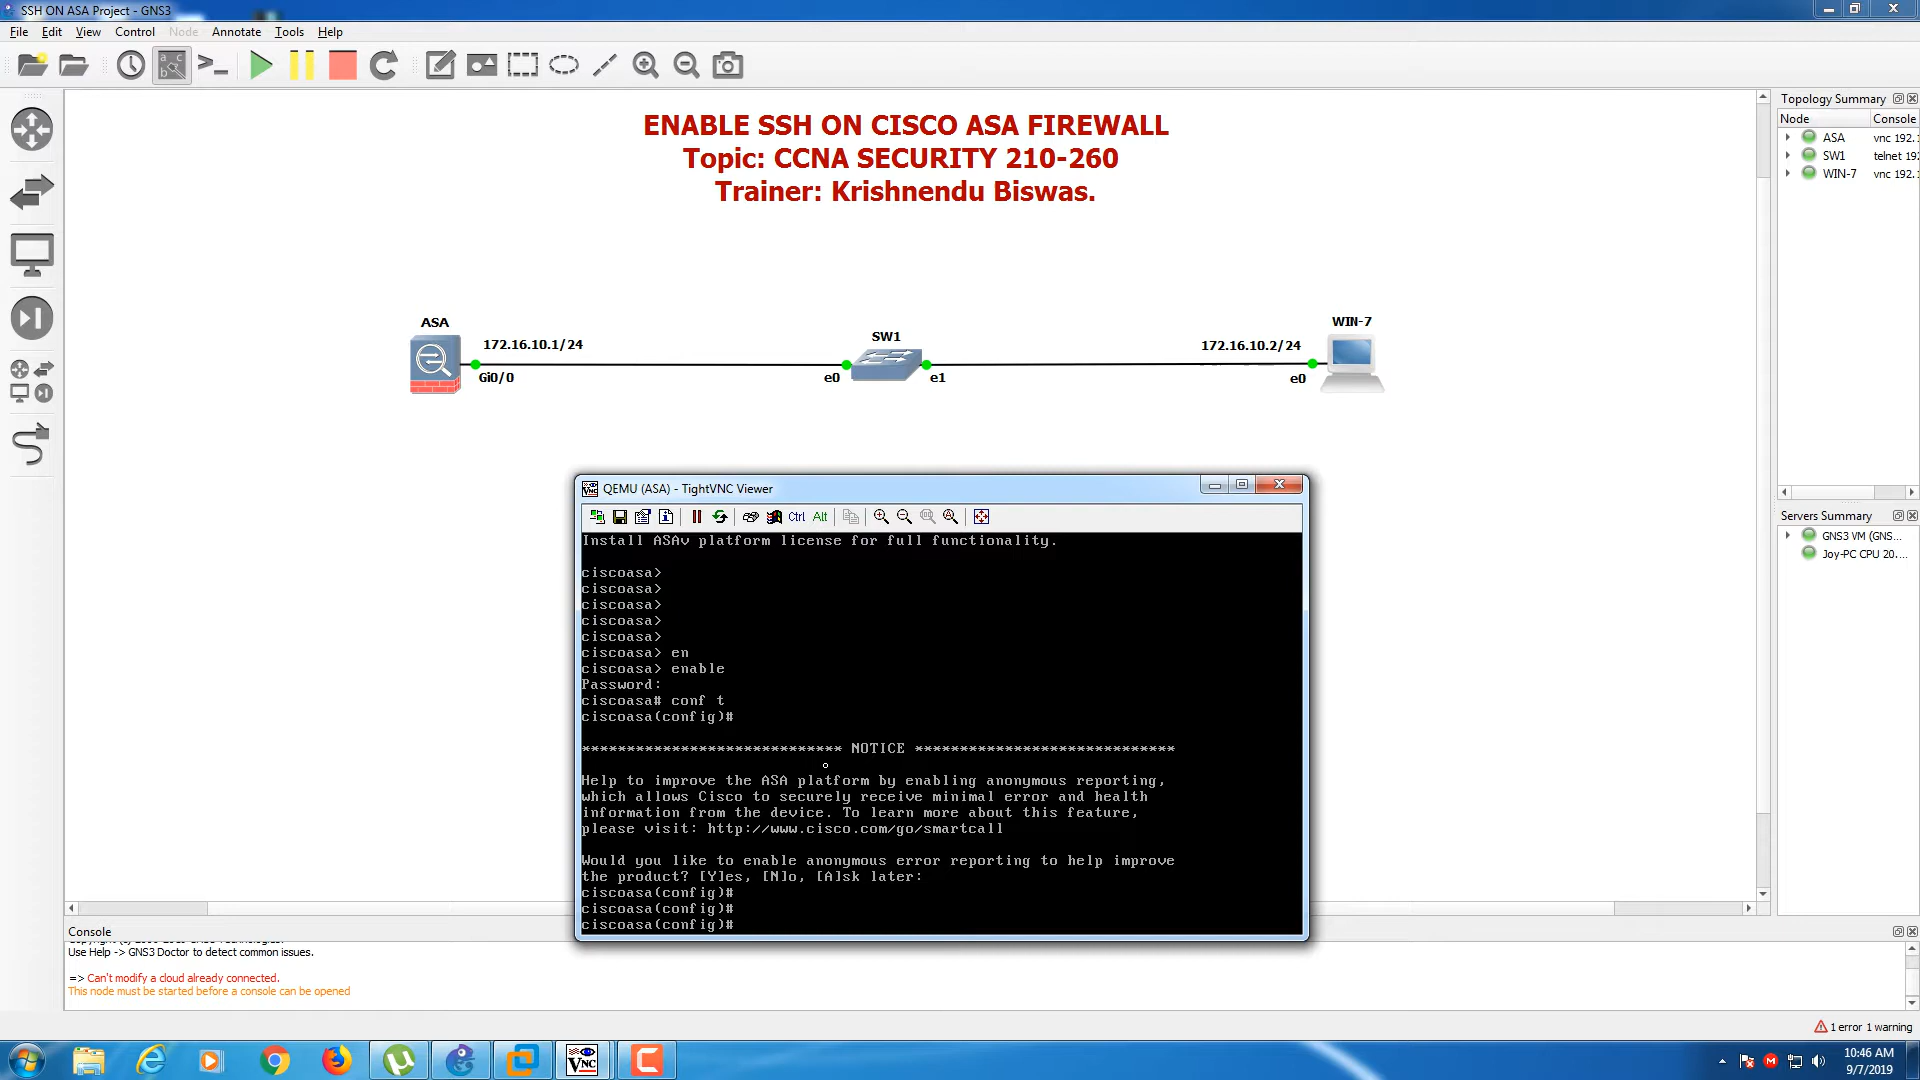 SSH ON ASA Project - GNS3
File Edit View Control Node Annotate Tools Help
ENABLE SSH ON CISCO ASA FIREWALL
Topic: CCNA SECURITY 210-260
Trainer: Krishnendu Biswas.
ASA
172.16.10.1/24
Gi0/0
SW1
e0
e1
172.16.10.2/24
WIN-7
e0
Topology Summary
Node Console
ASA vnc 192.1
SW1 telnet 192
WIN-7 vnc 192.1
Servers Summary
GNS3 VM (GNS...
Joy-PC CPU 20....
QEMU (ASA) - TightVNC Viewer
Ctrl Alt
Install ASAv platform license for full functionality.
ciscoasa>
ciscoasa>
ciscoasa>
ciscoasa>
ciscoasa>
ciscoasa> en
ciscoasa> enable
Password:
ciscoasa# conf t
ciscoasa(config)#
***************************** NOTICE *****************************
Help to improve the ASA platform by enabling anonymous reporting,
which allows Cisco to securely receive minimal error and health
information from the device. To learn more about this feature,
please visit: http://www.cisco.com/go/smartcall
Would you like to enable anonymous error reporting to help improve
the product? [Y]es, [N]o, [A]sk later:
ciscoasa(config)#
ciscoasa(config)#
ciscoasa(config)#
Console
Use Help -> GNS3 Doctor to detect common issues.
=> Can't modify a cloud already connected.
This node must be started before a console can be opened
1 error 1 warning
10:46 AM
9/7/2019